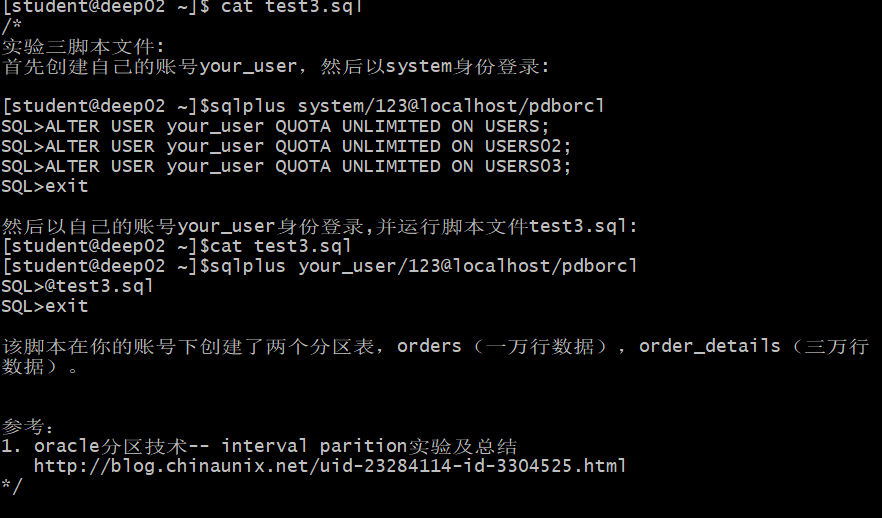 [student@deep02 ~]$ cat test3.sql
/*
实验三脚本文件:
首先创建自己的账号your_user，然后以system身份登录:
[student@deep02 ~]$sqlplus system/123@localhost/pdborcl
SQL>ALTER USER your_user QUOTA UNLIMITED ON USERS;
SQL>ALTER USER your_user QUOTA UNLIMITED ON USERS02;
SQL>ALTER USER your_user QUOTA UNLIMITED ON USERS03;
SQL>exit
然后以自己的账号your_user身份登录,并运行脚本文件test3.sql:
[student@deep02 ~]$cat test3.sql
[student@deep02 ~]$sqlplus your_user/123@localhost/pdborcl
SQL>@test3.sql
SQL>exit
该脚本在你的账号下创建了两个分区表，orders（一万行数据），order_details（三万行
数据）。
参考：
1. oracle分区技术-- interval parition实验及总结
http://blog.chinaunix.net/uid-23284114-id-3304525.html
*/